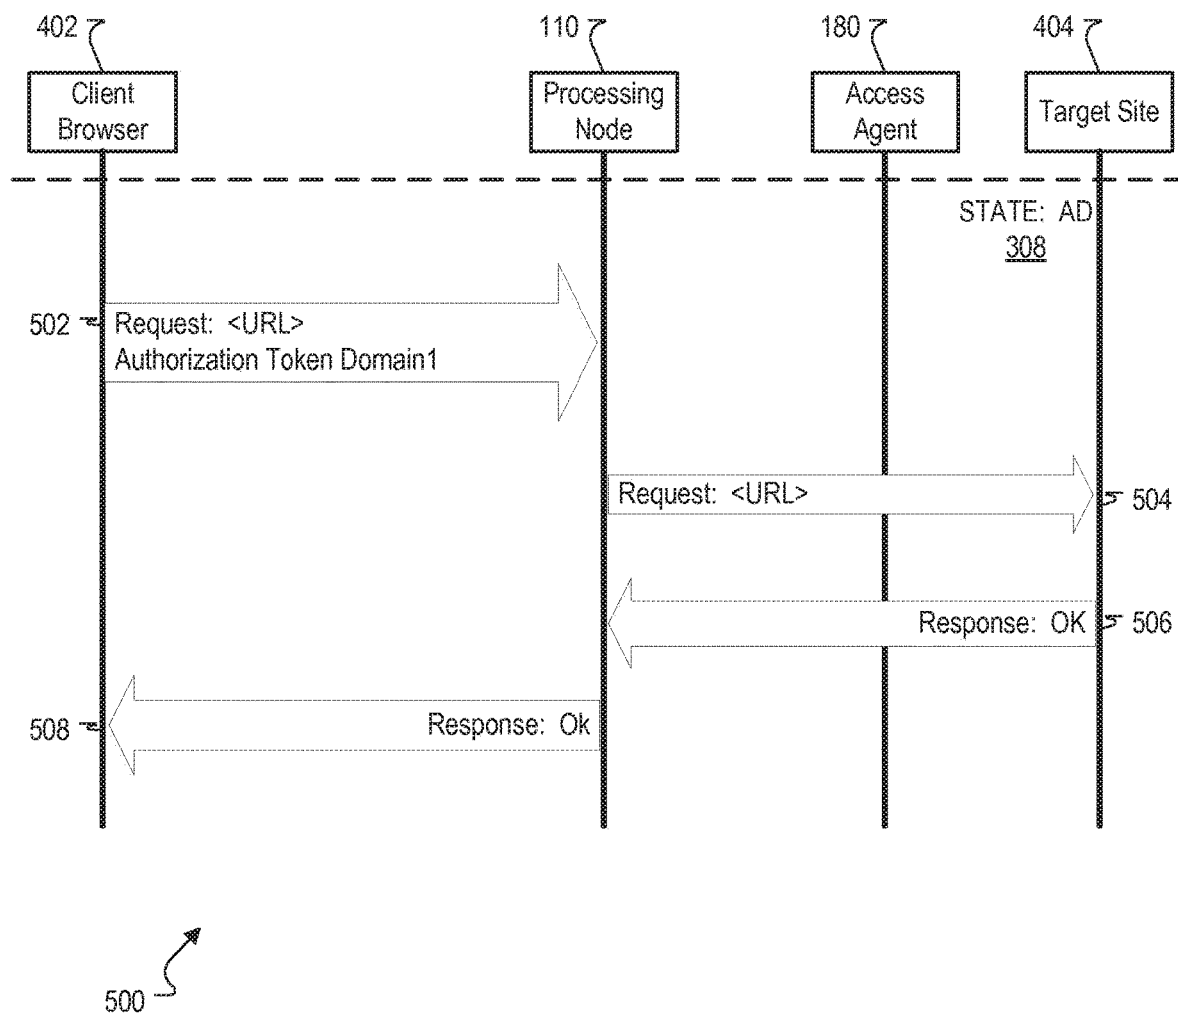 402
110
180
404
Client
Browser
Processing
Node
Access
Agent
Target Site
STATE: AD
308
502
Request: <URL>
Authorization Token Domain1
Request: <URL>
504
Response: OK
506
508
Response: Ok
500